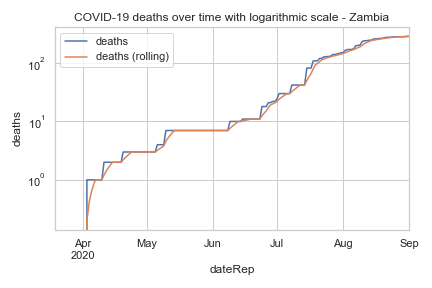 COVID-19 deaths over time with logarithmic scale - Zambia
deaths
deaths (rolling)
deaths
10²
10¹
10⁰
Apr May Jun Jul Aug Sep
2020
dateRep